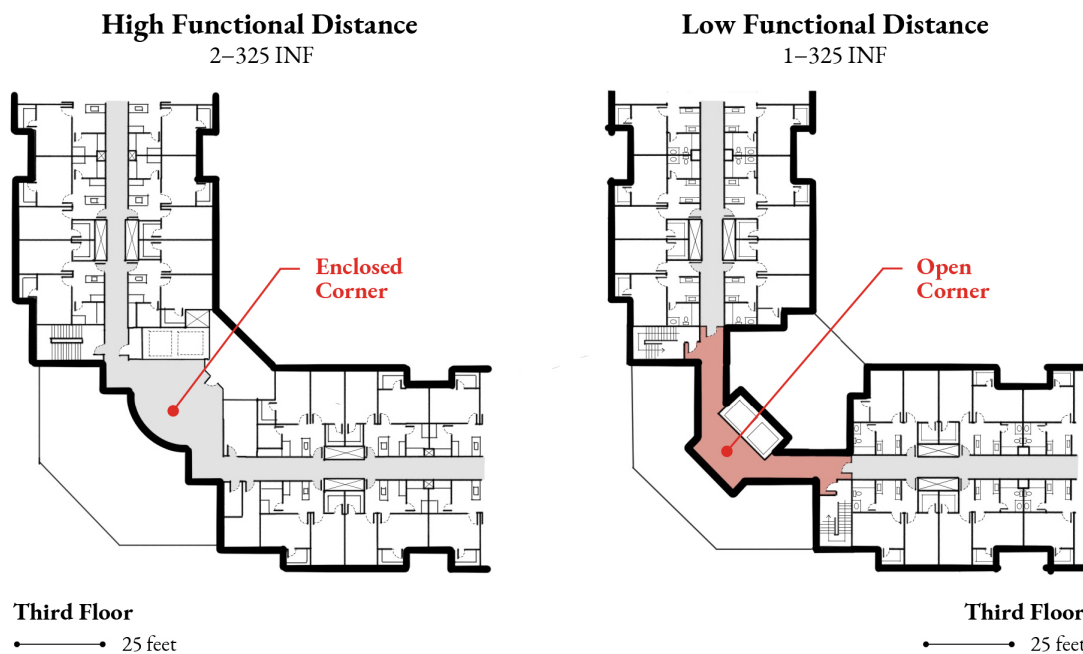 High Functional Distance
2–325 INF
Enclosed
Corner
Third Floor
25 feet
Low Functional Distance
1–325 INF
Open
Corner
Third Floor
25 feet